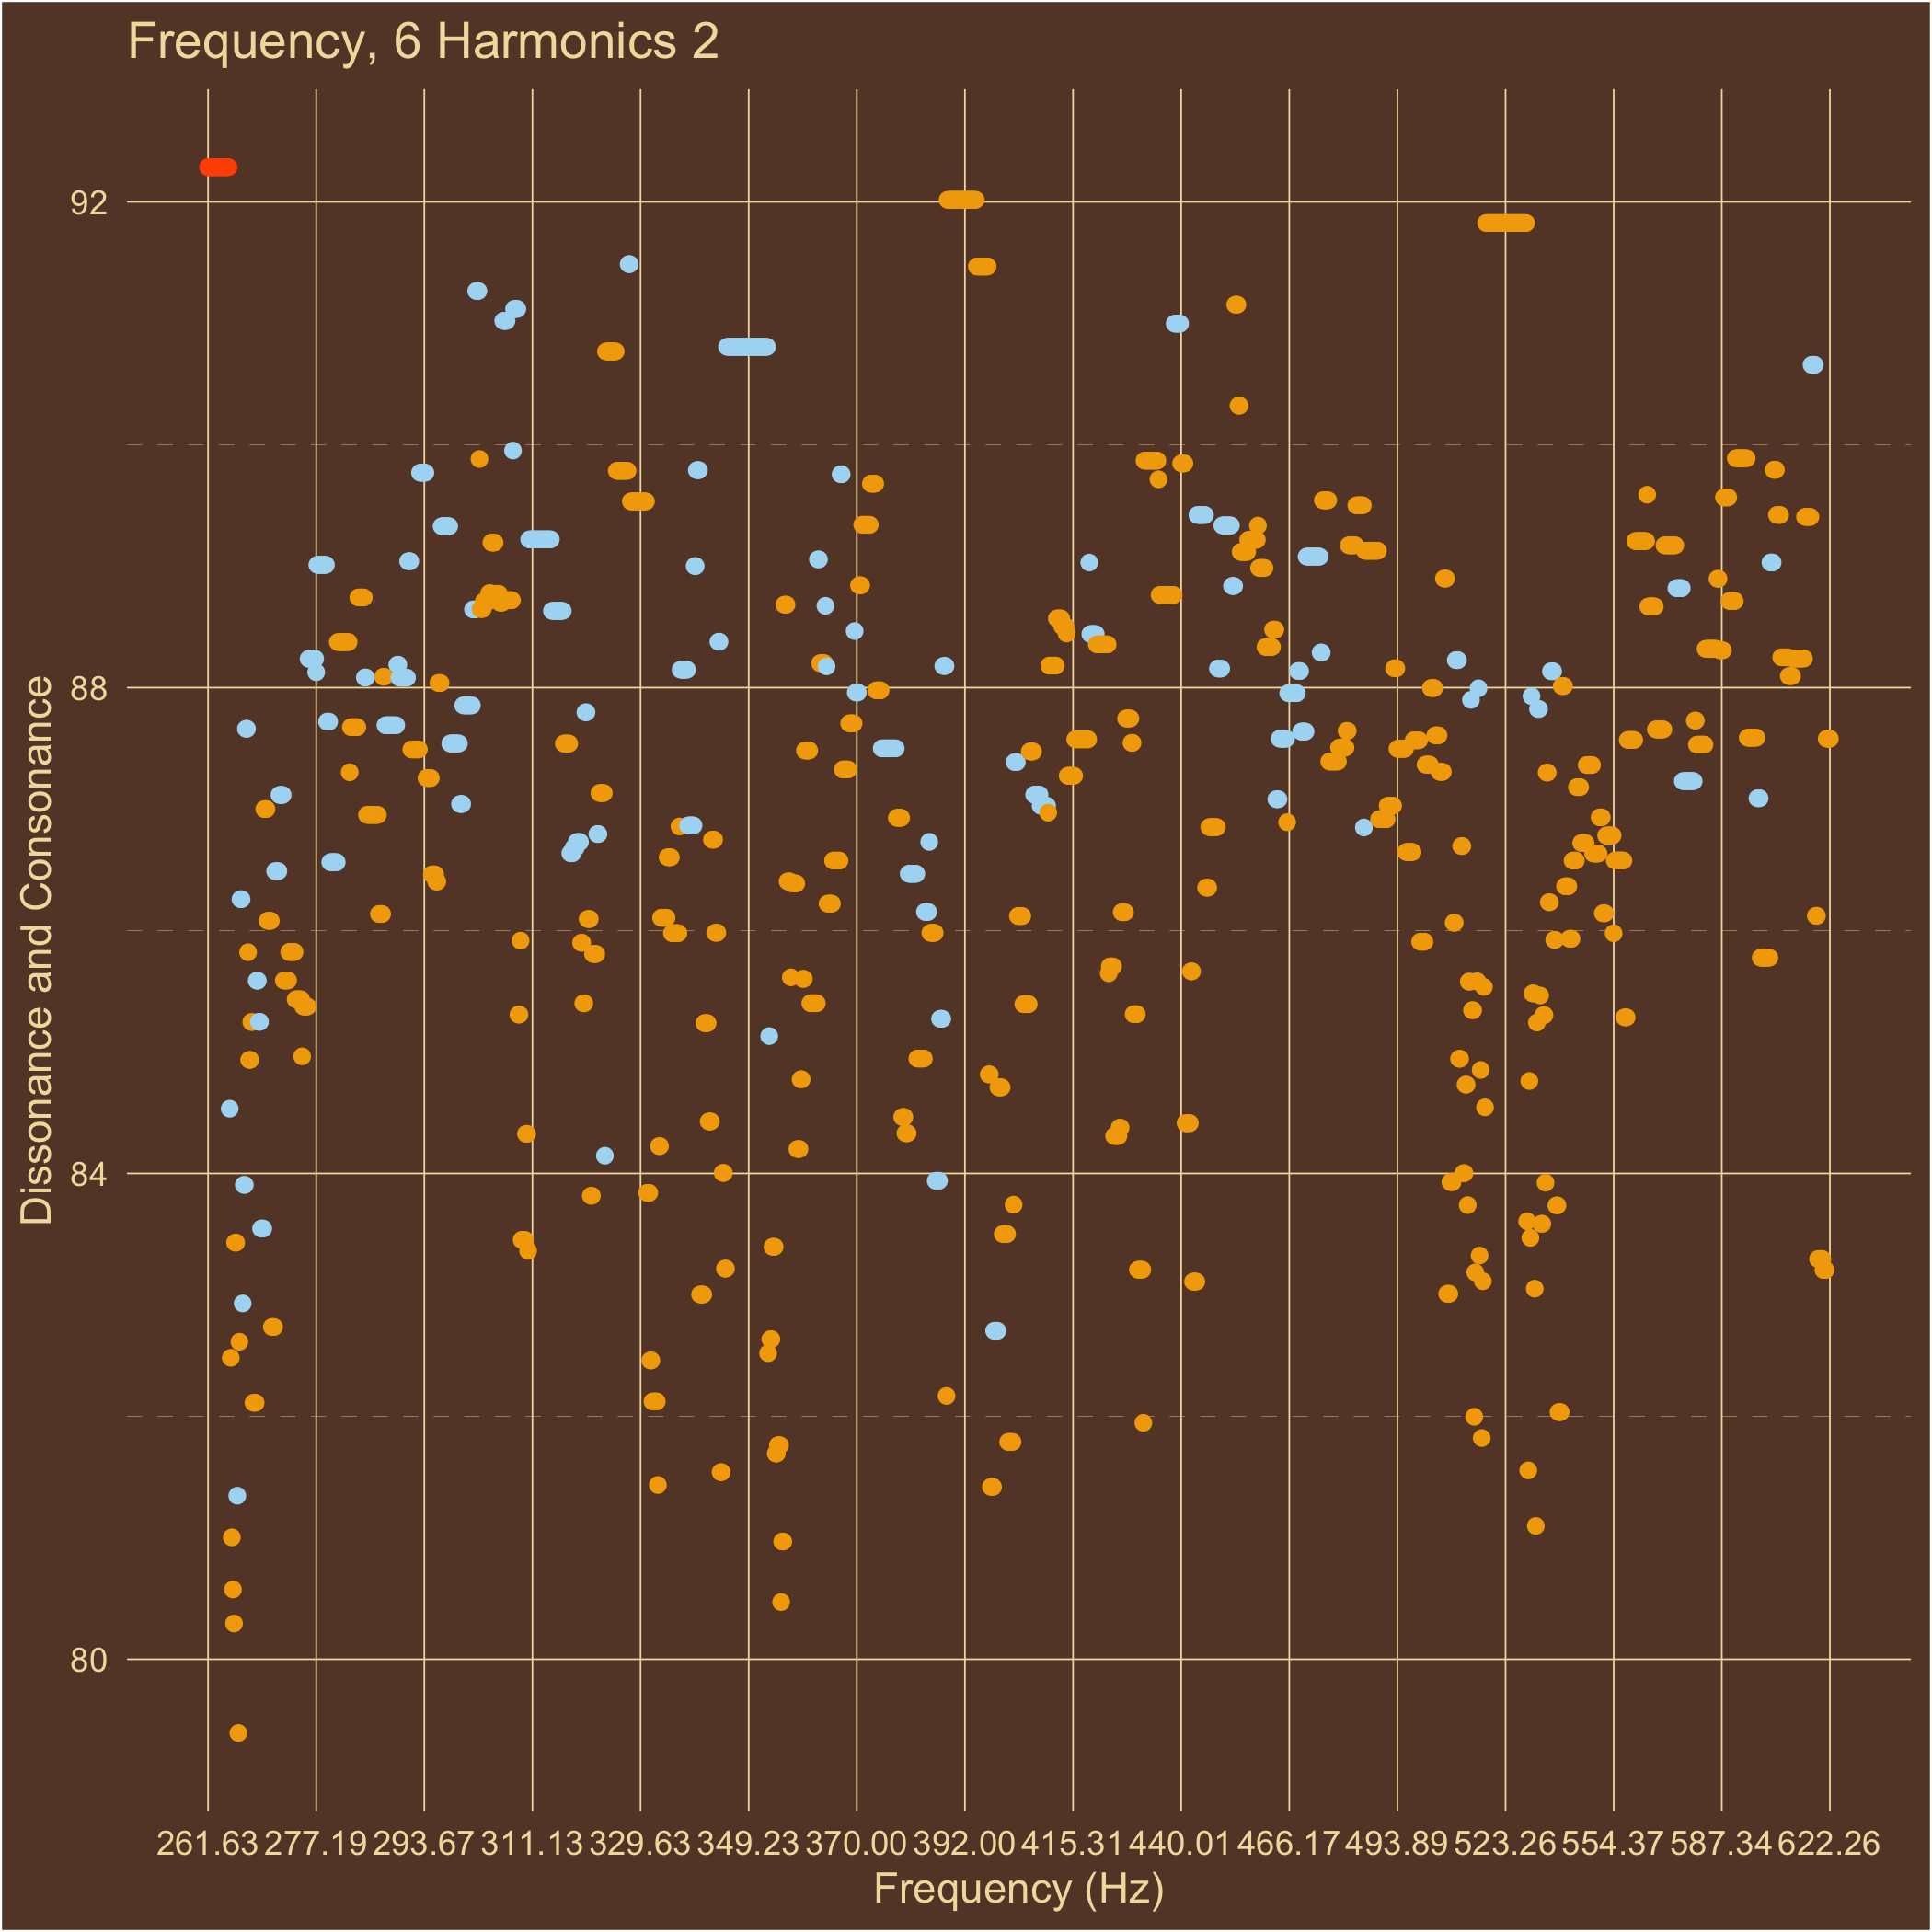 Frequency, 6 Harmonics 2
Dissonance and Consonance
92
88
84
80
261.63 277.19 293.67 311.13 329.63 349.23 370.00 392.00 415.31 440.01 466.17 493.89 523.26 554.37 587.34 622.26
Frequency (Hz)